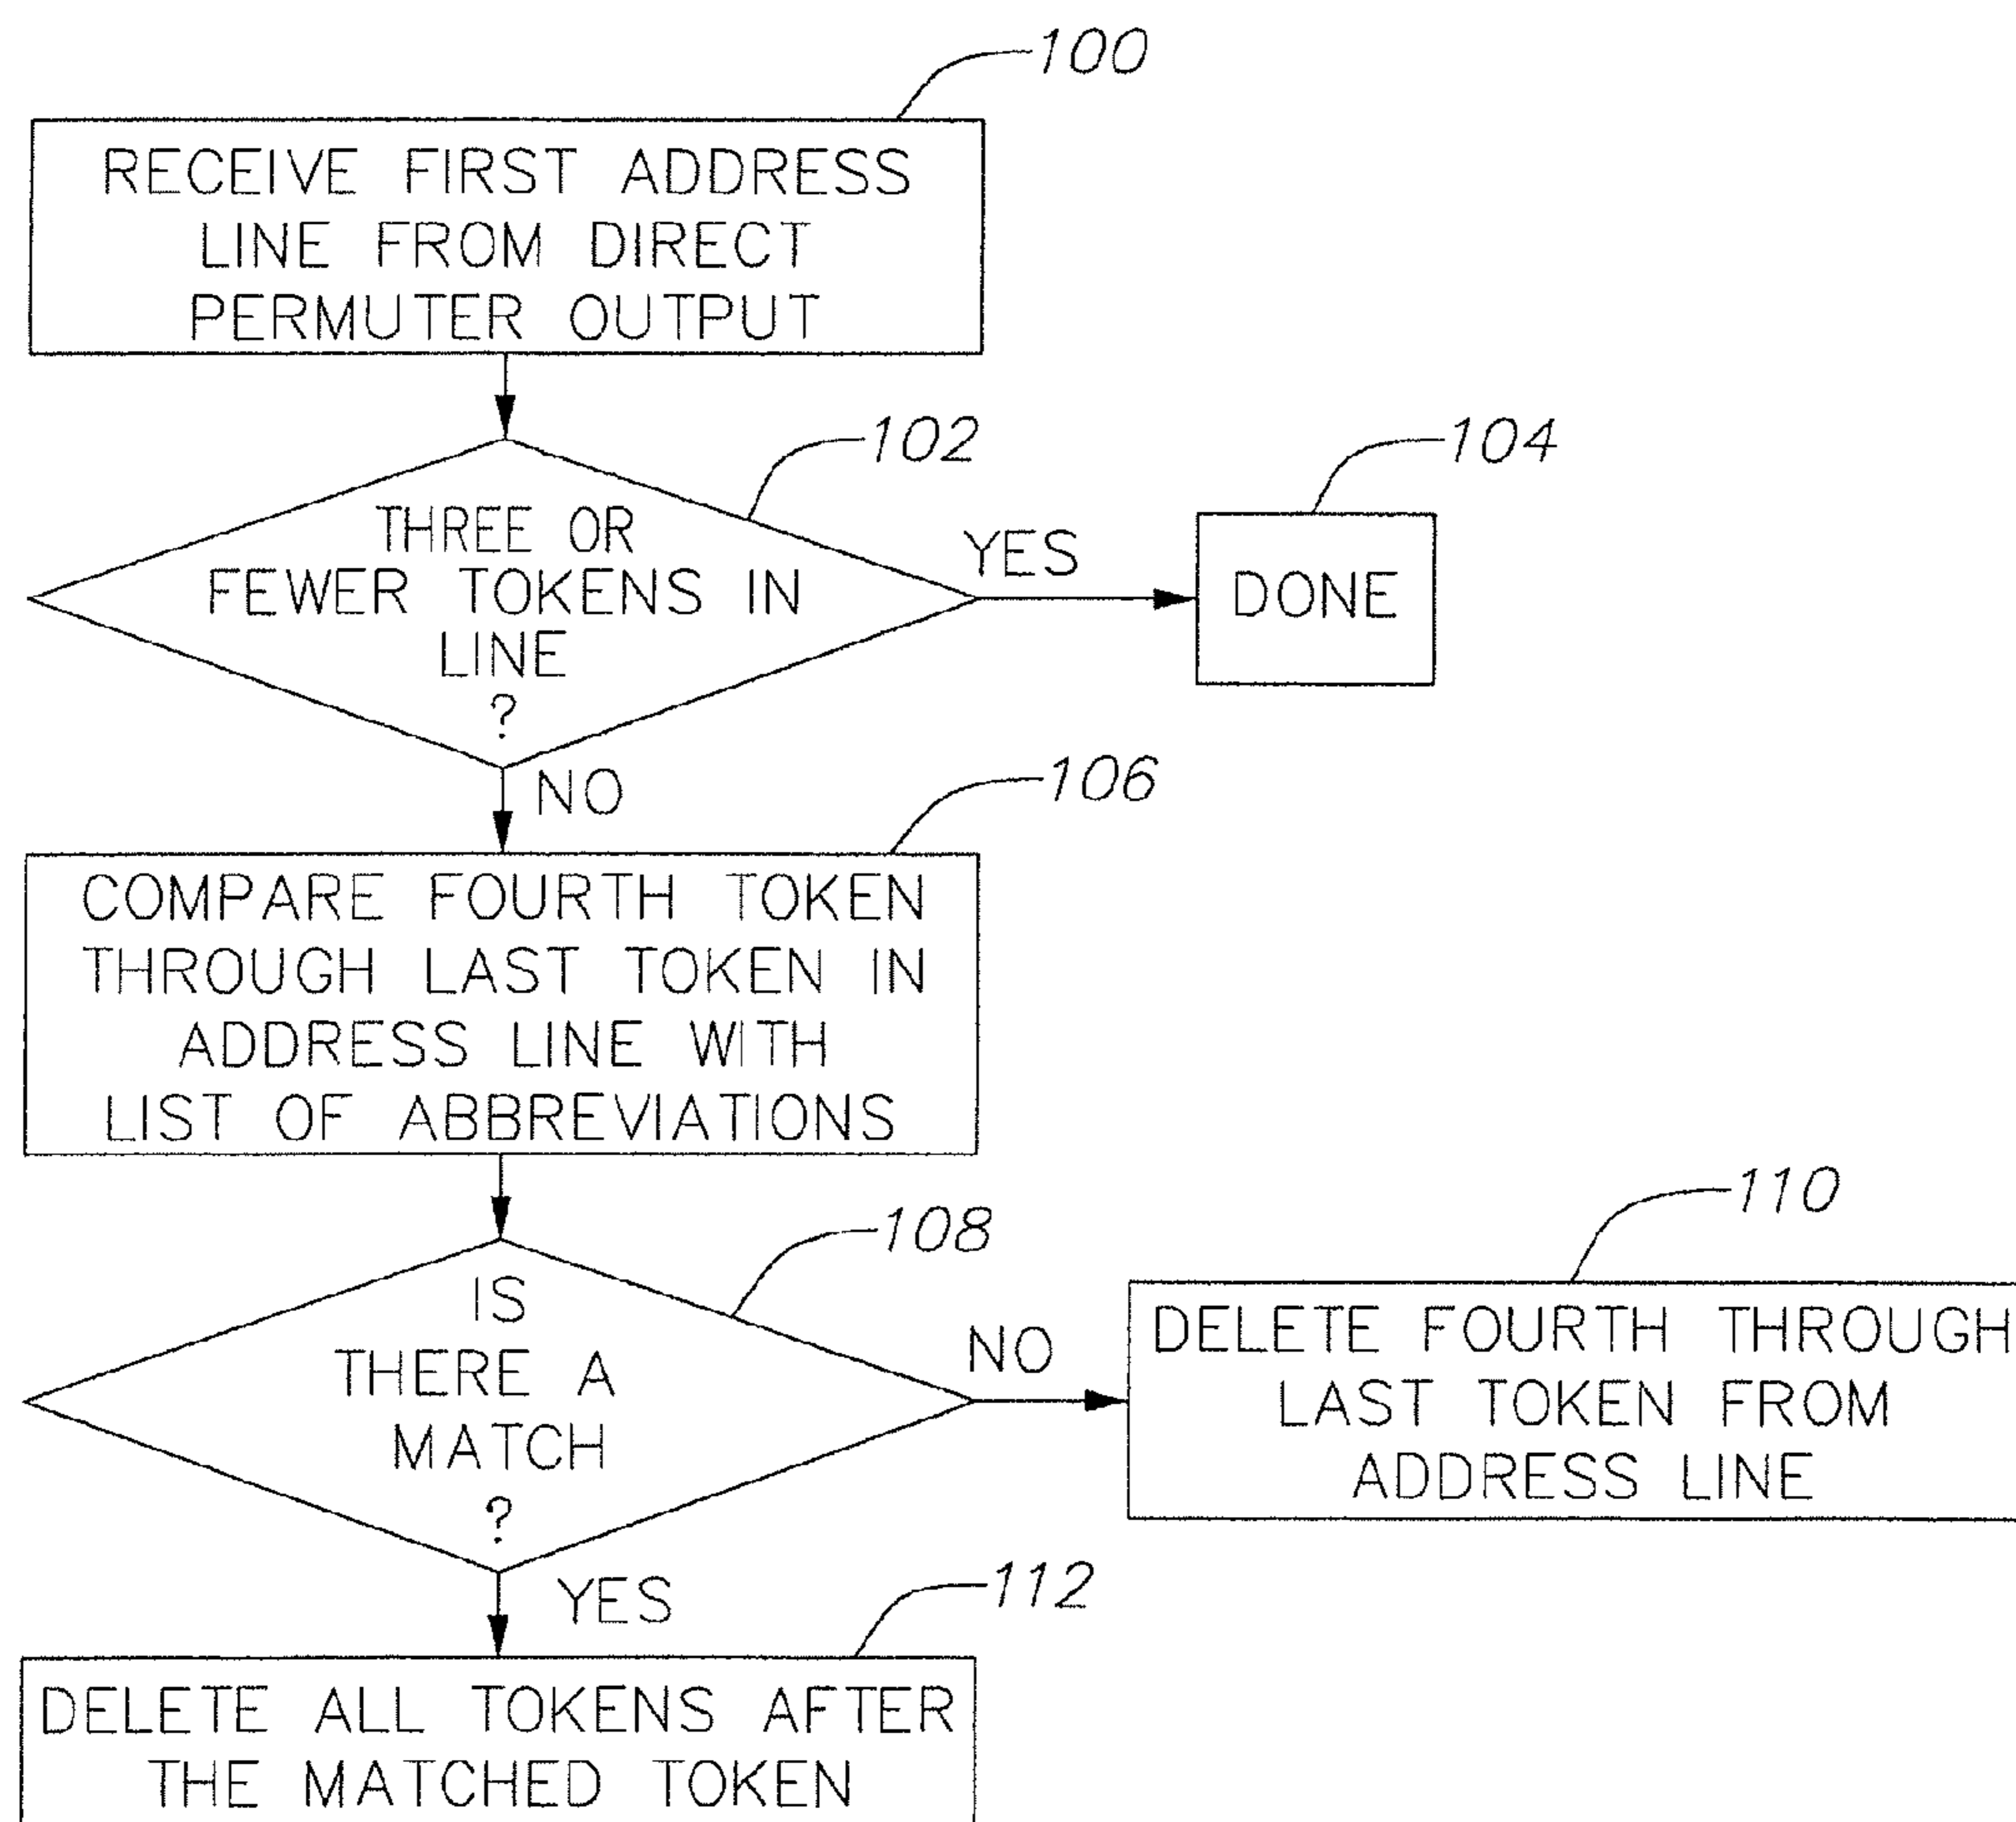 100
RECEIVE FIRST ADDRESS
LINE FROM DIRECT
PERMUTER OUTPUT
102
THREE OR
FEWER TOKENS IN
LINE
?
YES
104
DONE
NO
106
COMPARE FOURTH TOKEN
THROUGH LAST TOKEN IN
ADDRESS LINE WITH
LIST OF ABBREVIATIONS
108
IS
THERE A
MATCH
?
NO
110
DELETE FOURTH THROUGH
LAST TOKEN FROM
ADDRESS LINE
YES
112
DELETE ALL TOKENS AFTER
THE MATCHED TOKEN